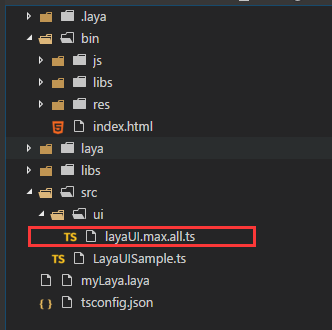 .laya
bin
js
libs
res
index.html
laya
libs
src
ui
TS layaUI.max.all.ts
TS LayaUISample.ts
myLaya.laya
{ } tsconfig.json